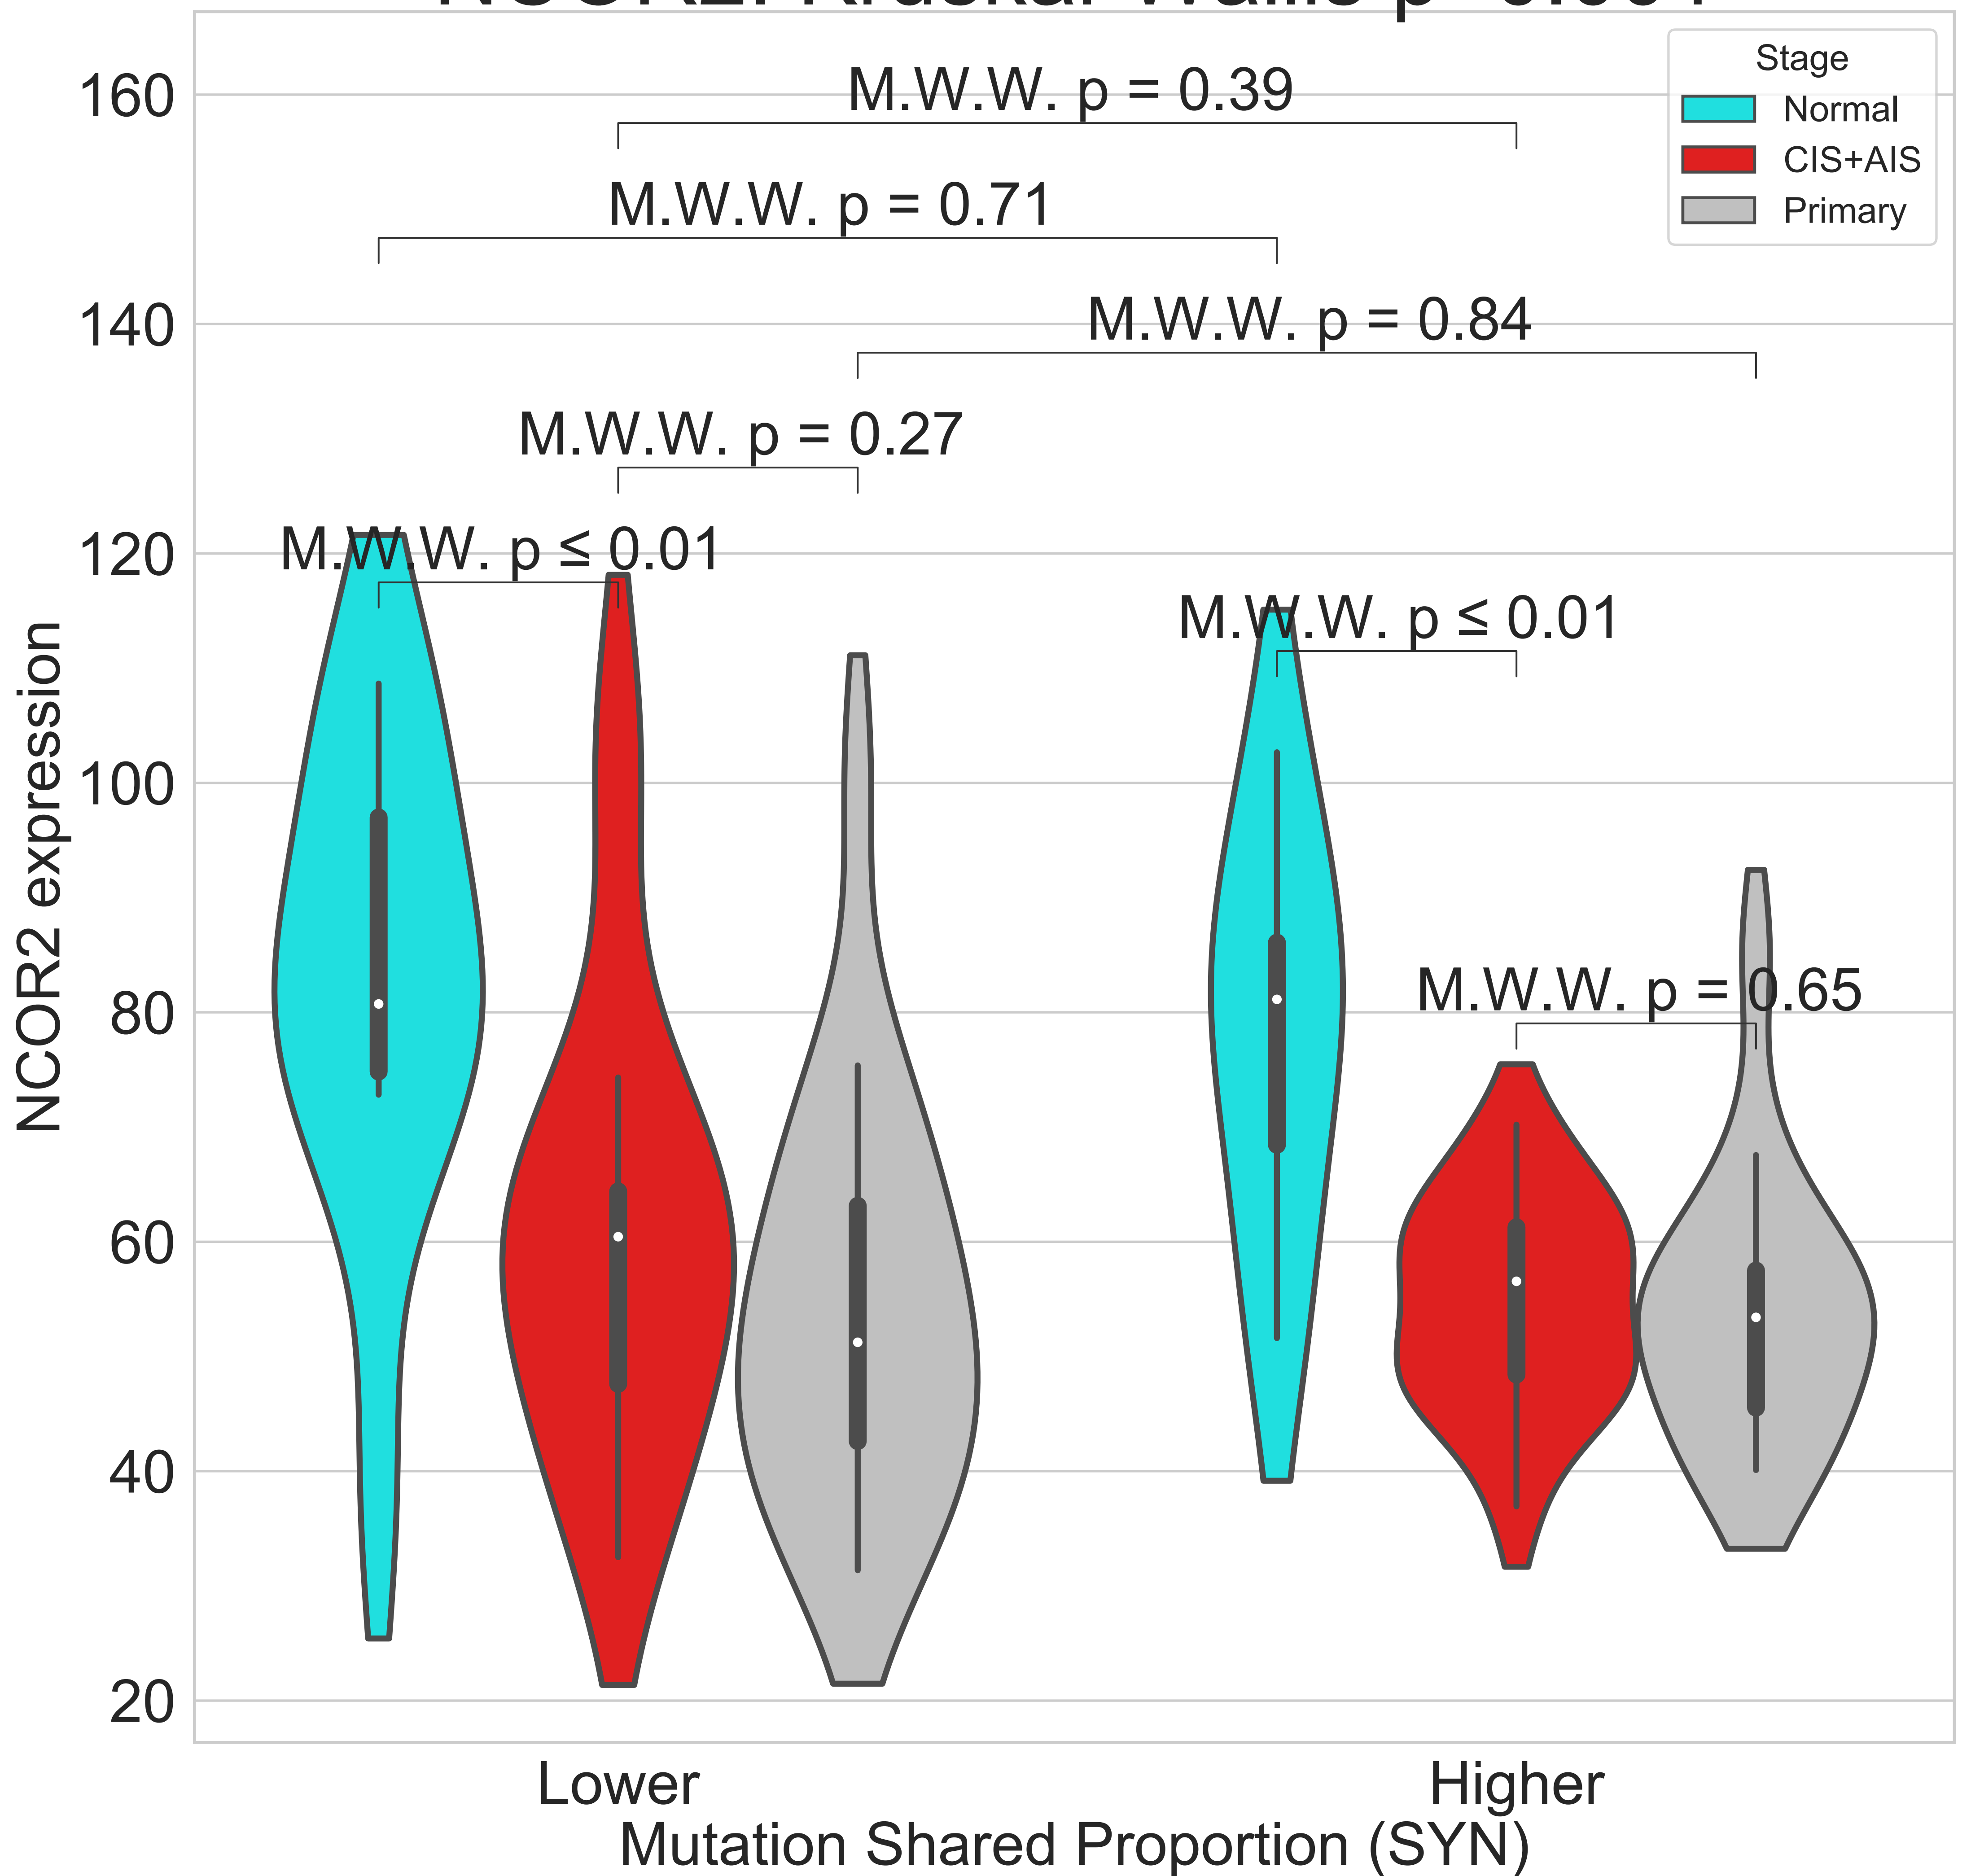 Stage
Normal
CIS+AIS
Primary
M.W.W. p = 0.39
M.W.W. p = 0.71
M.W.W. p = 0.84
M.W.W. p = 0.27
M.W.W. p ≤ 0.01
M.W.W. p ≤ 0.01
M.W.W. p = 0.65
160
140
120
100
80
60
40
20
NCOR2 expression
Lower
Higher
Mutation Shared Proportion (SYN)